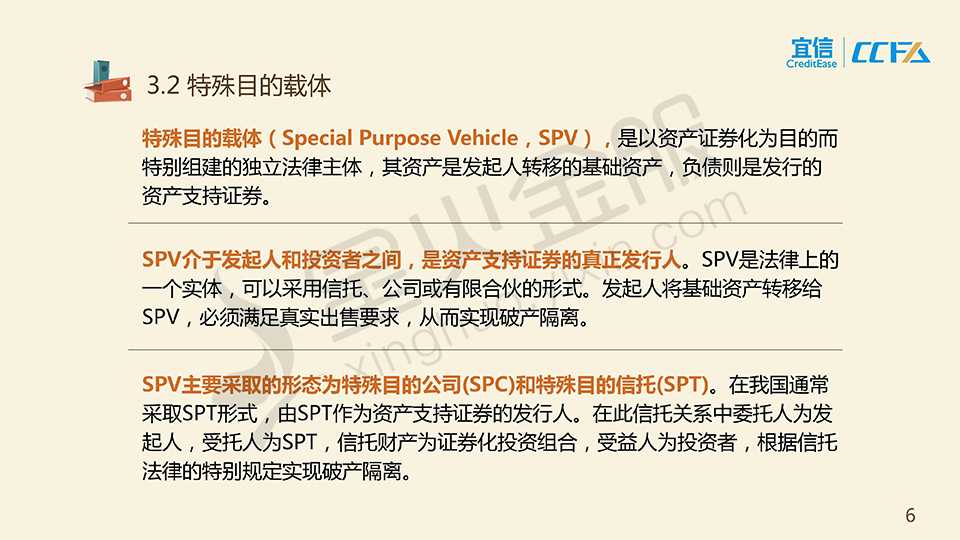 宜信 CreditEase CCFA
3.2 特殊目的载体
特殊目的载体（Special Purpose Vehicle，SPV），是以资产证券化为目的而
特别组建的独立法律主体，其资产是发起人转移的基础资产，负债则是发行的
资产支持证券。
SPV介于发起人和投资者之间，是资产支持证券的真正发行人。SPV是法律上的
一个实体，可以采用信托、公司或有限合伙的形式。发起人将基础资产转移给
SPV，必须满足真实出售要求，从而实现破产隔离。
SPV主要采取的形态为特殊目的公司(SPC)和特殊目的信托(SPT)。在我国通常
采取SPT形式，由SPT作为资产支持证券的发行人。在此信托关系中委托人为发
起人，受托人为SPT，信托财产为证券化投资组合，受益人为投资者，根据信托
法律的特别规定实现破产隔离。
星火金服
6